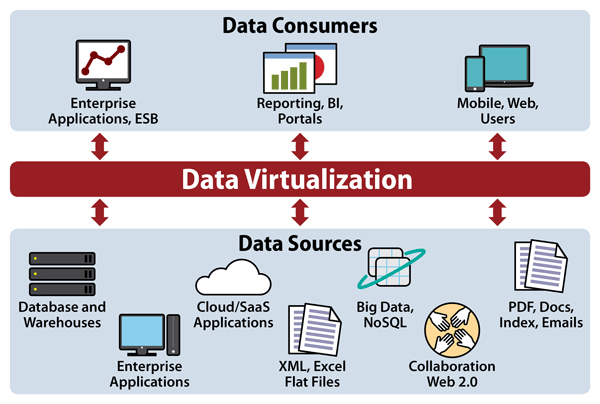 Data Consumers
Enterprise
Applications, ESB
Reporting, BI,
Portals
Mobile, Web,
Users
Data Virtualization
Data Sources
Database and
Warehouses
Enterprise
Applications
Cloud/SaaS
Applications
XML, Excel
Flat Files
Big Data,
NoSQL
Collaboration
Web 2.0
PDF, Docs,
Index, Emails